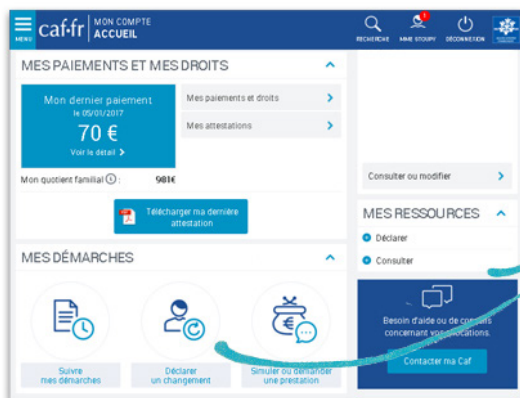 MENU
caf•fr
MON COMPTE
ACCUEIL
RECHERCHE
MME STOUPY
DÉCONNEXION
MES PAIEMENTS ET MES DROITS
Mon dernier paiement
le 05/01/2017
70 €
Voir le détail
Mes paiements et droits
Mes attestations
Mon quotient familial : 981€
Télécharger ma dernière
attestation
Consulter ou modifier
MES RESSOURCES
Déclarer
Consulter
MES DÉMARCHES
Suivre
mes démarches
Déclarer
un changement
Simuler ou demander
une prestation
Besoin d'aide ou de conseils
concernant vos allocations.
Contacter ma Caf